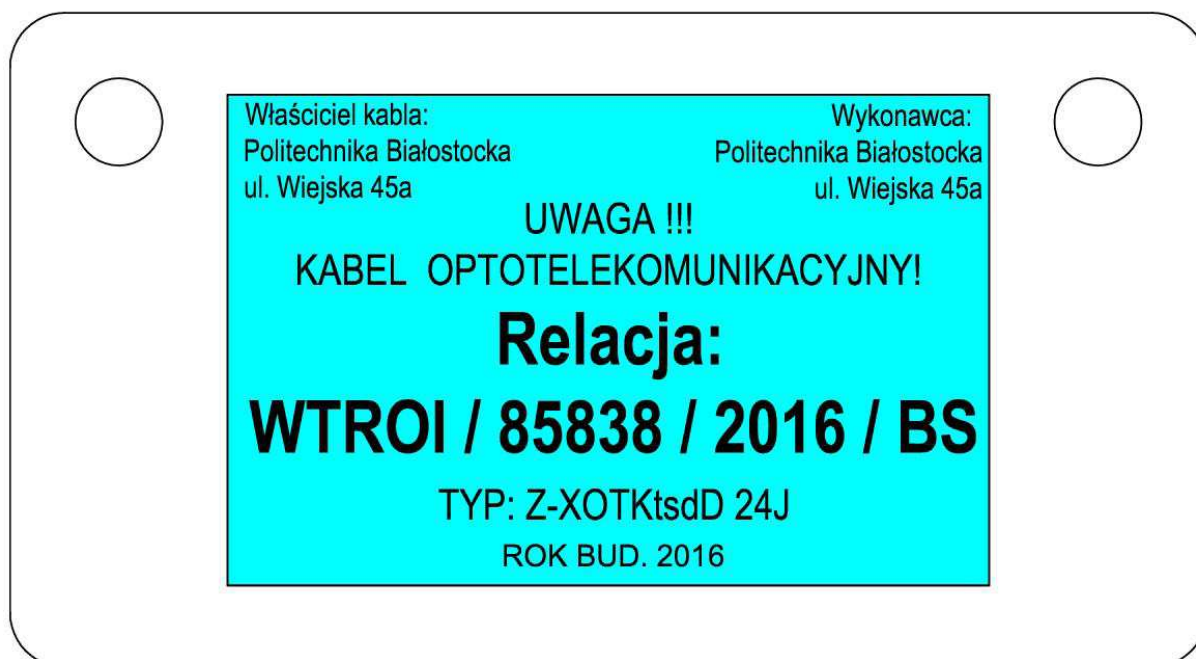 Właściciel kabla:
Politechnika Białostocka
ul. Wiejska 45a
Wykonawca:
Politechnika Białostocka
ul. Wiejska 45a
UWAGA !!!
KABEL OPTOTELEKOMUNIKACYJNY!
Relacja:
WTROI / 85838 / 2016 / BS
TYP: Z-XOTKtsdD 24J
ROK BUD. 2016